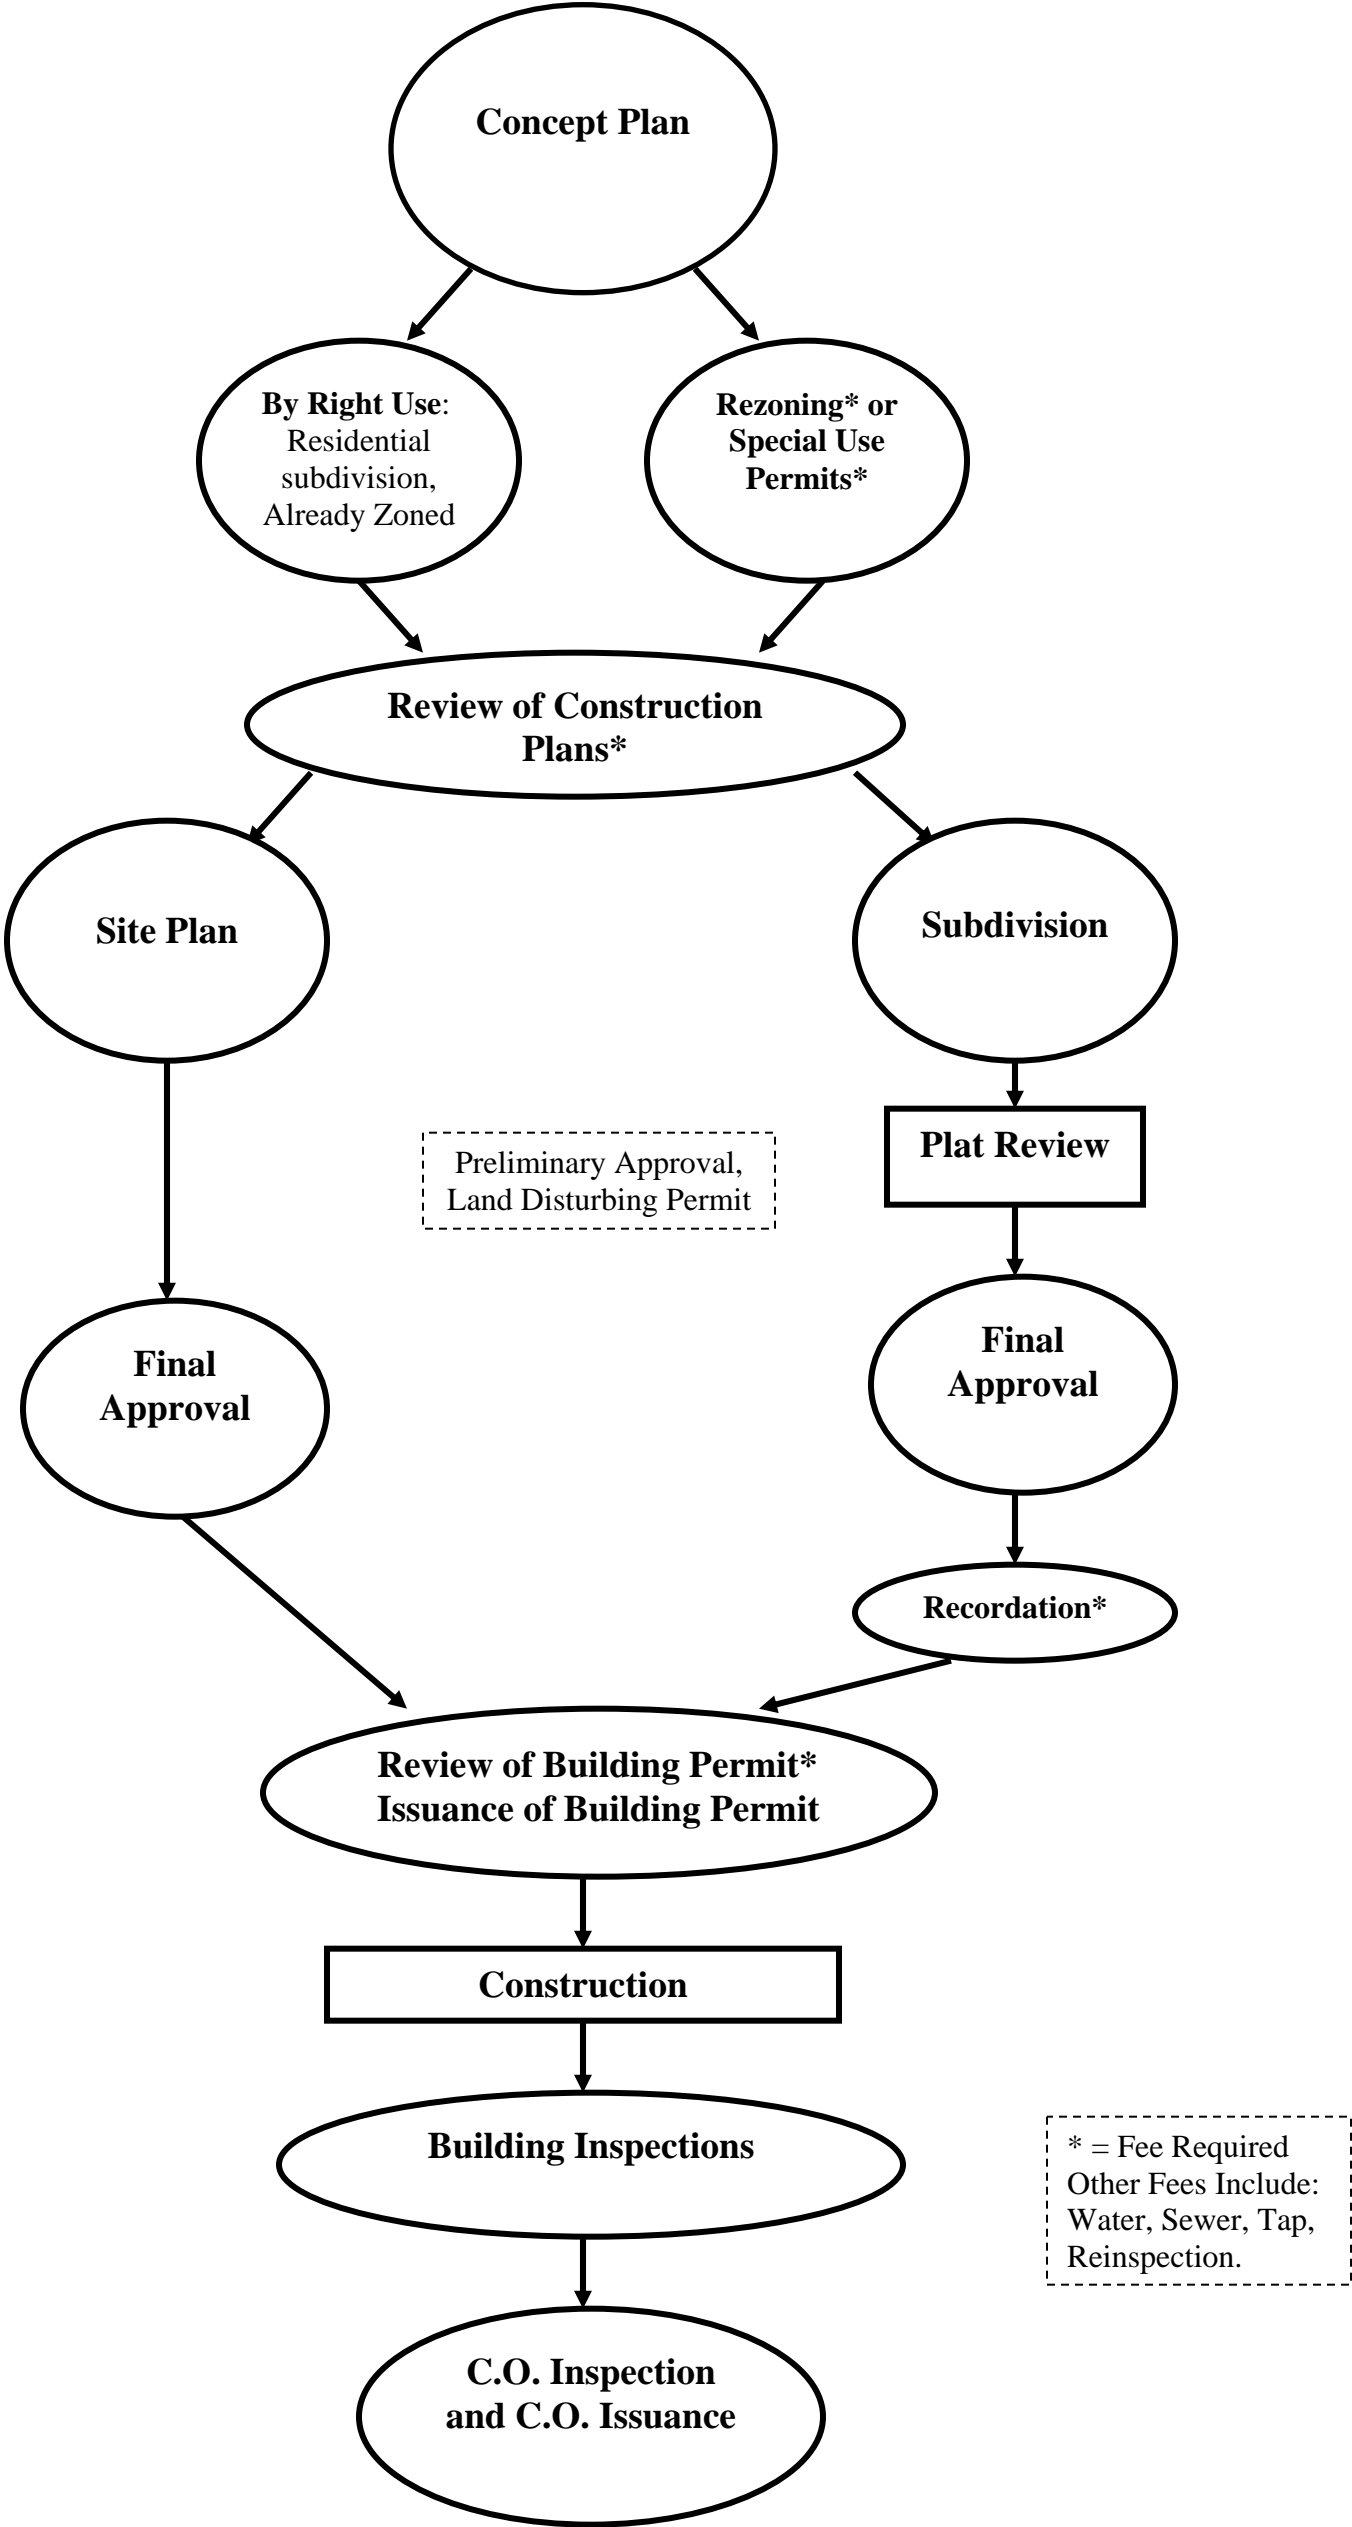 Concept Plan
By Right Use:
Residential
subdivision,
Already Zoned
Rezoning* or
Special Use
Permits*
Review of Construction
Plans*
Site Plan
Subdivision
Plat Review
Preliminary Approval,
Land Disturbing Permit
Final
Approval
Final
Approval
Recordation*
Review of Building Permit*
Issuance of Building Permit
Construction
Building Inspections
* = Fee Required
Other Fees Include:
Water, Sewer, Tap,
Reinspection.
C.O. Inspection
and C.O. Issuance